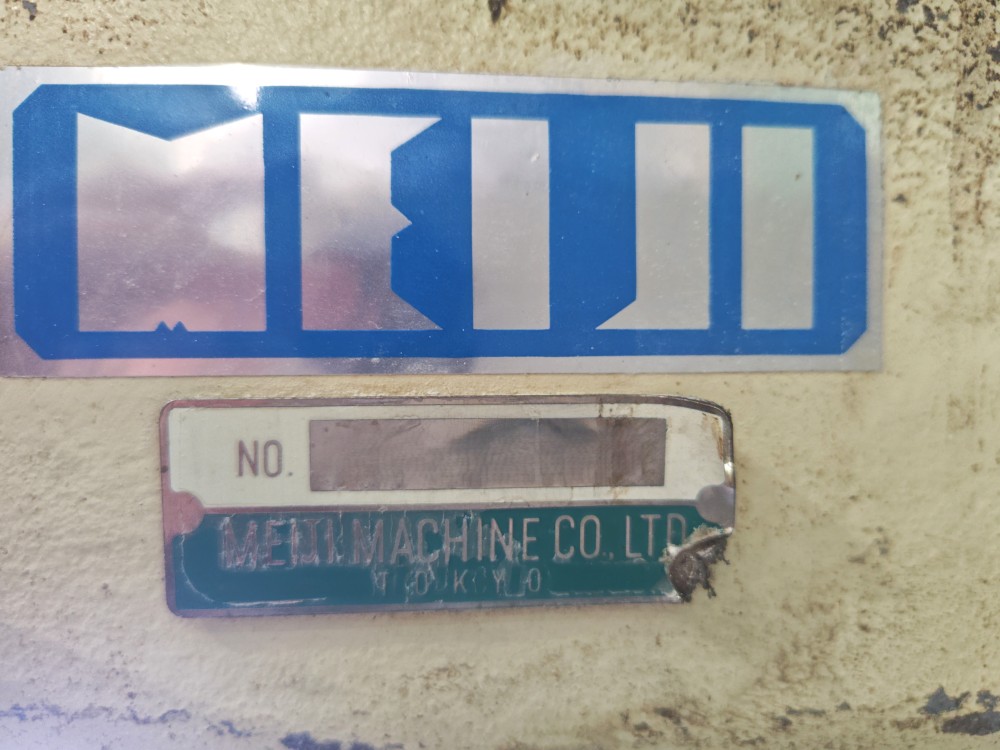 MEIJI
NO.
MEIJI MACHINE CO., LTD
TOKYO